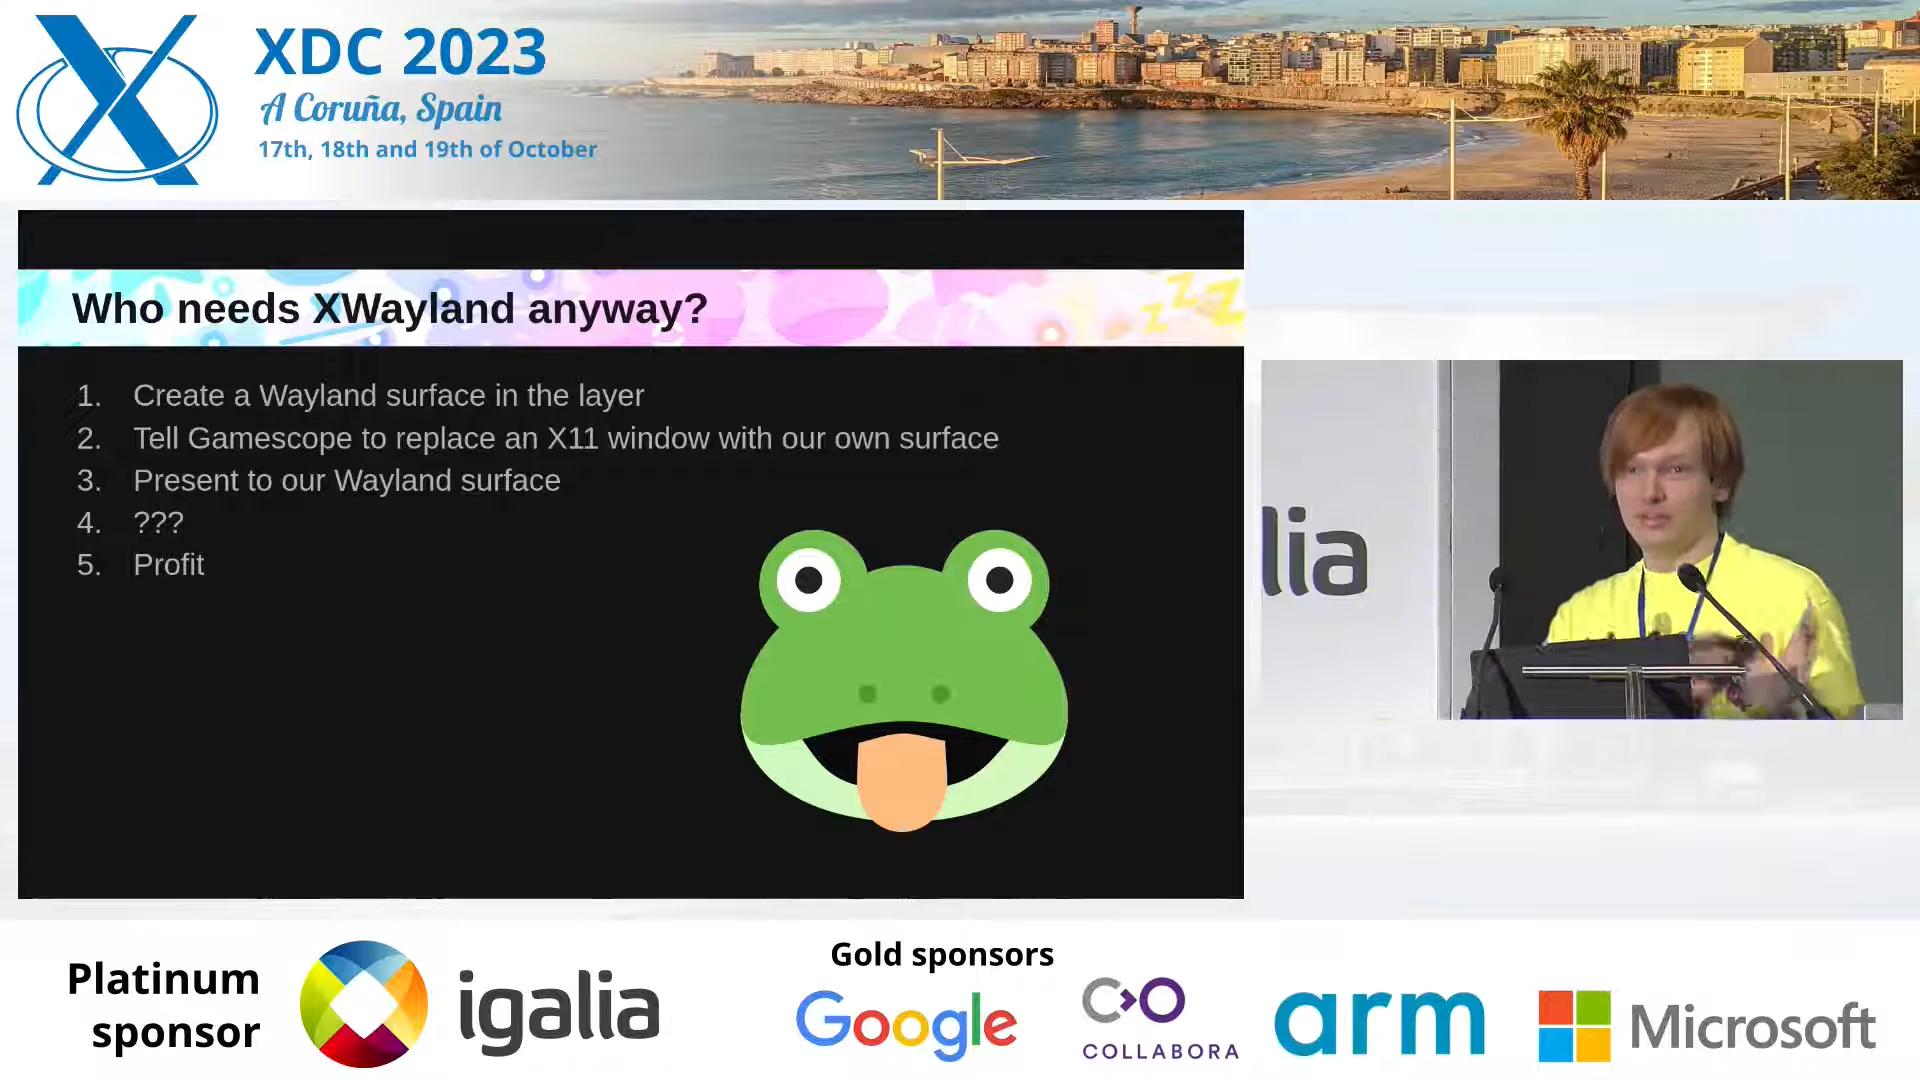 XDC 2023
A Coruña, Spain
17th, 18th and 19th of October
Who needs XWayland anyway?
z z z
1. Create a Wayland surface in the layer
2. Tell Gamescope to replace an X11 window with our own surface
3. Present to our Wayland surface
4. ???
5. Profit
lia
Platinum
sponsor
igalia
Gold sponsors
Google
COLLABORA
arm
Microsoft